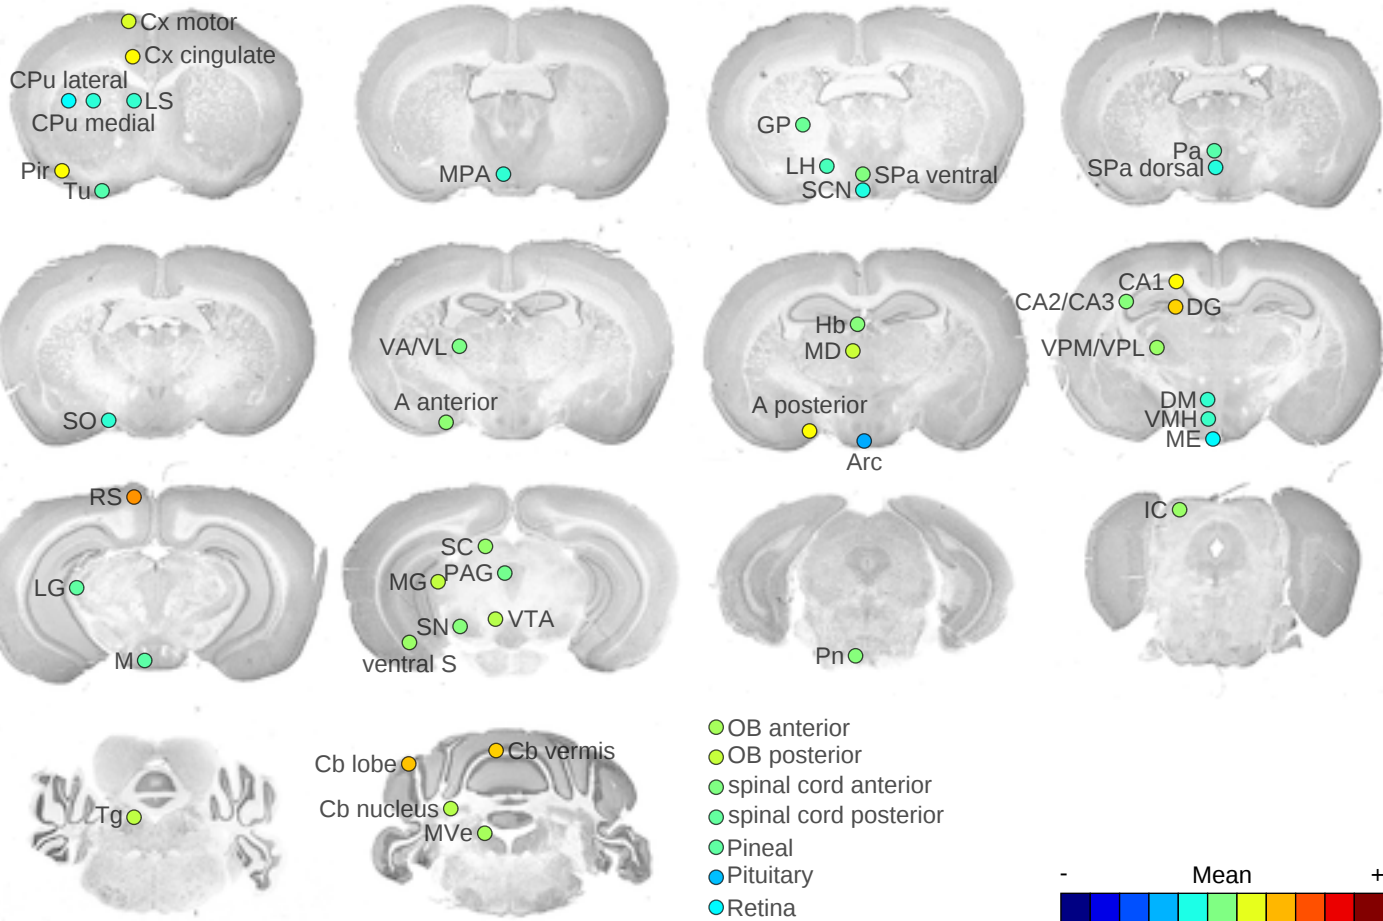 Cx motor
Cx cingulate
CPu lateral
LS
CPu medial
Pir
Tu
MPA
GP
LH
SPa ventral
SCN
Pa
SPa dorsal
SO
VA/VL
A anterior
Hb
MD
A posterior
Arc
CA1
CA2/CA3
DG
VPM/VPL
DM
VMH
ME
RS
LG
M
SC
PAG
MG
VTA
SN
ventral S
Pn
IC
Tg
Cb lobe
Cb vermis
Cb nucleus
MVe
OB anterior
OB posterior
spinal cord anterior
spinal cord posterior
Pineal
Pituitary
Retina
- Mean +